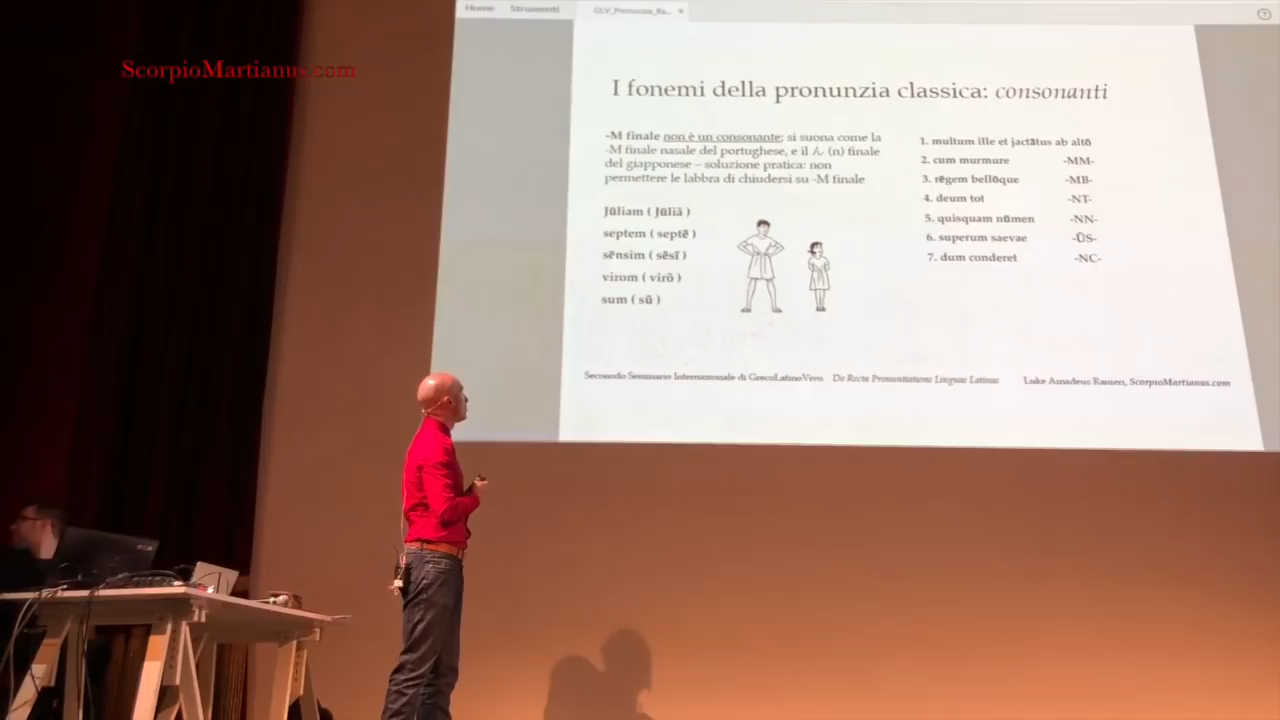 Home Strumenti GLV_Pronunza_Ra...
ScorpioMartianus.com
I fonemi della pronunzia classica: consonanti
-M finale non è un consonante; si suona come la
-M finale nasale del portughese, e il ん (n) finale
del giapponese – soluzione pratica: non
permettere le labbra di chiudersi su -M finale
Jūliam ( Jūliā )
septem ( septē )
sēnsim ( sēsī )
virom ( virō )
sum ( sū )
1. multum ille et jactātus ab altō
2. cum murmure -MM-
3. rēgem bellōque -MB-
4. deum tot -NT-
5. quisquam nūmen -NN-
6. superum saevae -ŪS-
7. dum conderet -NC-
Secondo Seminario Internazionale di GrecoLatinoVivo De Recta Pronuntiatione Linguae Latinae Luke Amadeus Ranieri, ScorpioMartianus.com